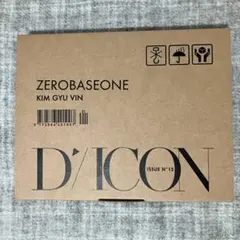 ZEROBASEONE
KIM GYU VIN
D'/ICON
ISSUE N°15